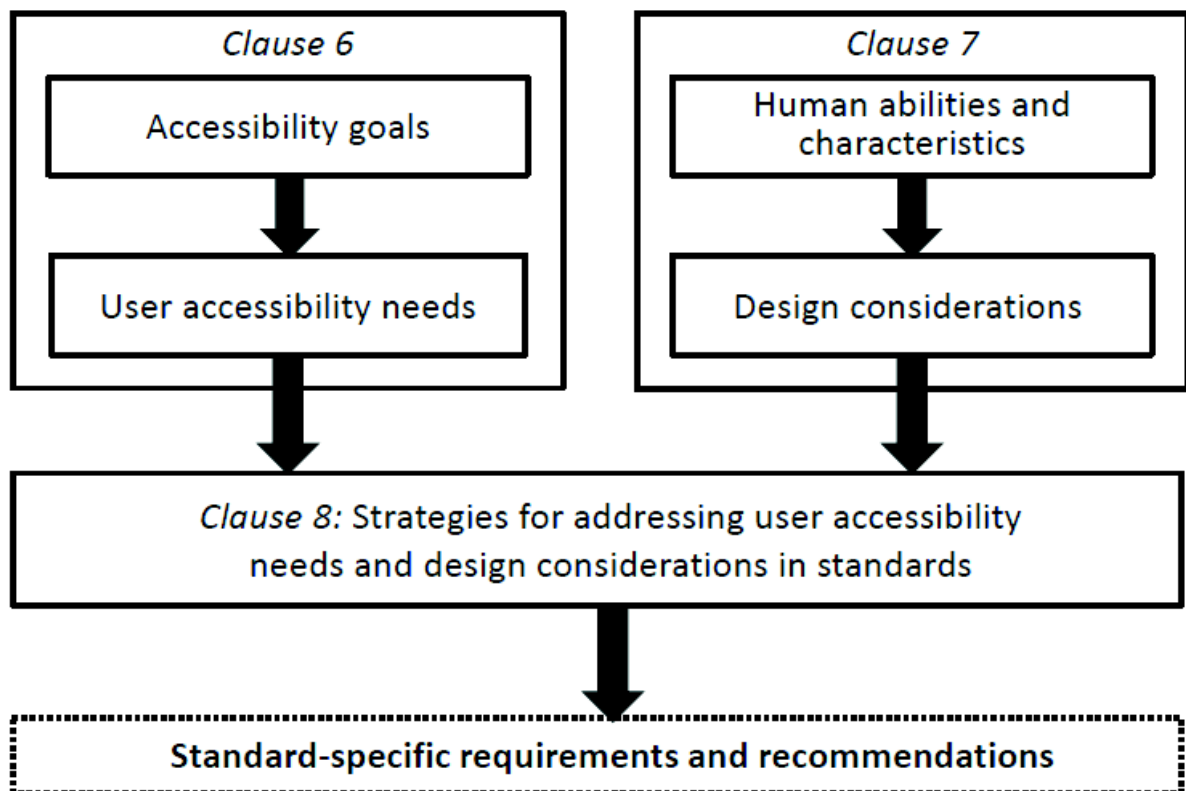 Clause 6
Accessibility goals
User accessibility needs
Clause 7
Human abilities and
characteristics
Design considerations
Clause 8: Strategies for addressing user accessibility
needs and design considerations in standards
Standard-specific requirements and recommendations